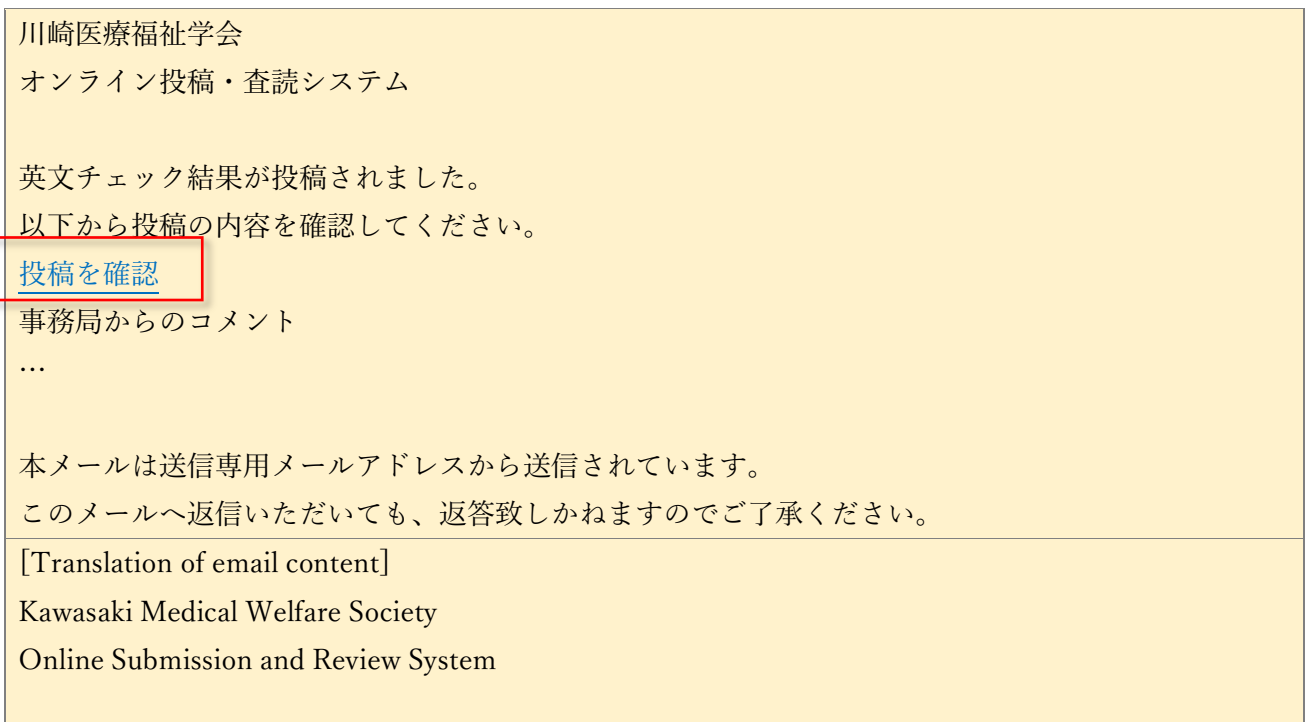 川崎医療福祉学会
オンライン投稿・査読システム
英文チェック結果が投稿されました。
以下から投稿の内容を確認してください。
投稿を確認
事務局からのコメント
…
本メールは送信専用メールアドレスから送信されています。
このメールへ返信いただいても、返答致しかねますのでご了承ください。
[Translation of email content]
Kawasaki Medical Welfare Society
Online Submission and Review System